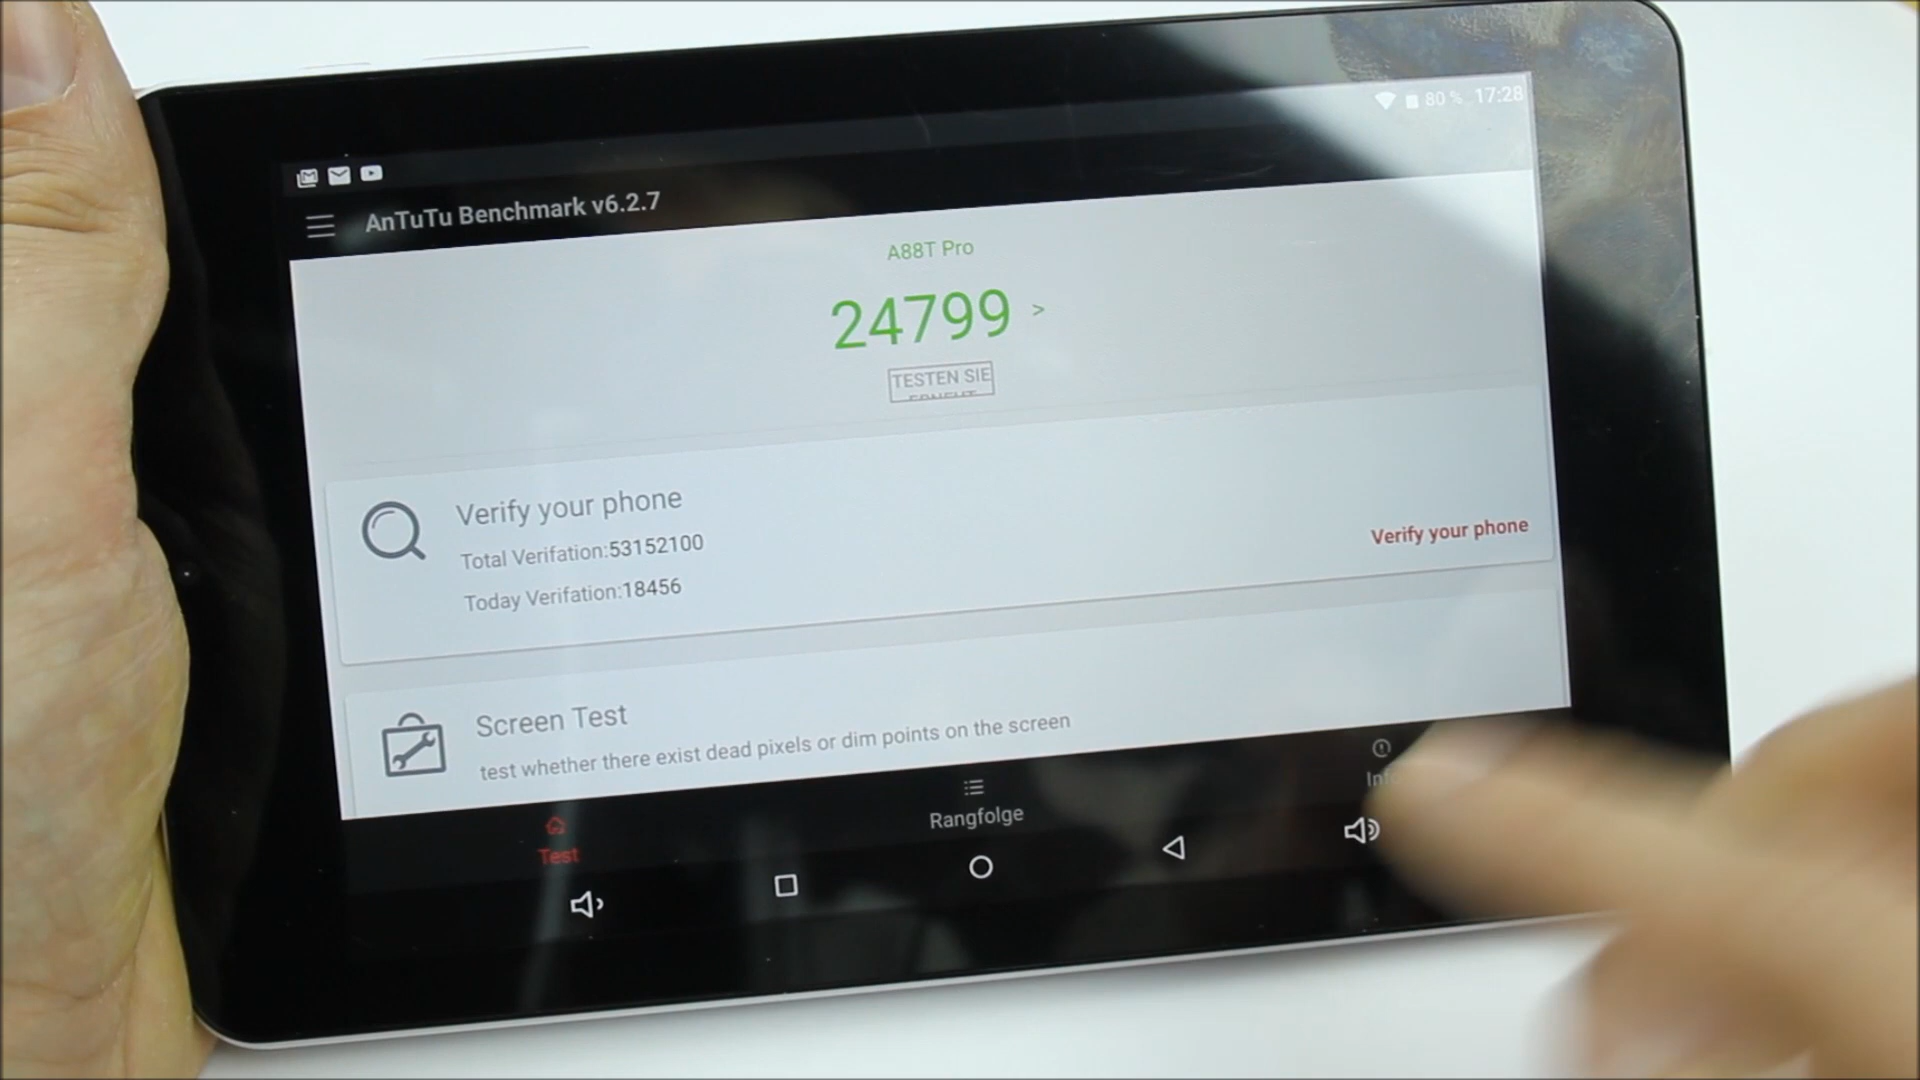 80 % 17:28
AnTuTu Benchmark v6.2.7
A88T Pro
24799 >
TESTEN SIE
Verify your phone
Total Verifation:53152100
Today Verifation:18456
Verify your phone
Screen Test
test whether there exist dead pixels or dim points on the screen
Test
Rangfolge